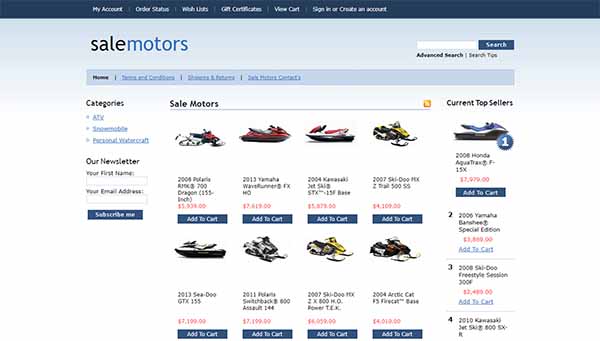 My Account | Order Status | Wish Lists | Gift Certificates | View Cart | Sign in or Create an account
salemotors
Search
Advanced Search | Search Tips
Home | Terms and Conditions | Shipping & Returns | Sale Motors Contact's
Categories
ATV
Snowmobile
Personal Watercraft
Our Newsletter
Your First Name:
Your Email Address:
Subscribe me
Sale Motors
2008 Polaris
RMK® 700
Dragon (155-
Inch)
$5,939.00
Add To Cart
2013 Yamaha
WaveRunner® FX
HO
$7,619.00
Add To Cart
2004 Kawasaki
Jet Ski®
STX™-15F Base
$5,879.00
Add To Cart
2007 Ski-Doo MX
Z Trail 500 SS
$4,109.00
Add To Cart
2013 Sea-Doo
GTX 155
$7,199.00
Add To Cart
2011 Polaris
Switchback® 600
Assault 144
$7,199.00
Add To Cart
2007 Ski-Doo MX
Z X 800 H.O.
Power T.E.K.
$6,059.00
Add To Cart
2004 Arctic Cat
F5 Firecat™ Base
$4,019.00
Add To Cart
Current Top Sellers
1
2008 Honda
AquaTrax® F-
15X
$7,979.00
Add To Cart
2 2006 Yamaha
Banshee®
Special Edition
$3,869.00
Add To Cart
3 2008 Ski-Doo
Freestyle Session
300F
$2,489.00
Add To Cart
4 2010 Kawasaki
Jet Ski® 800 SX-
R